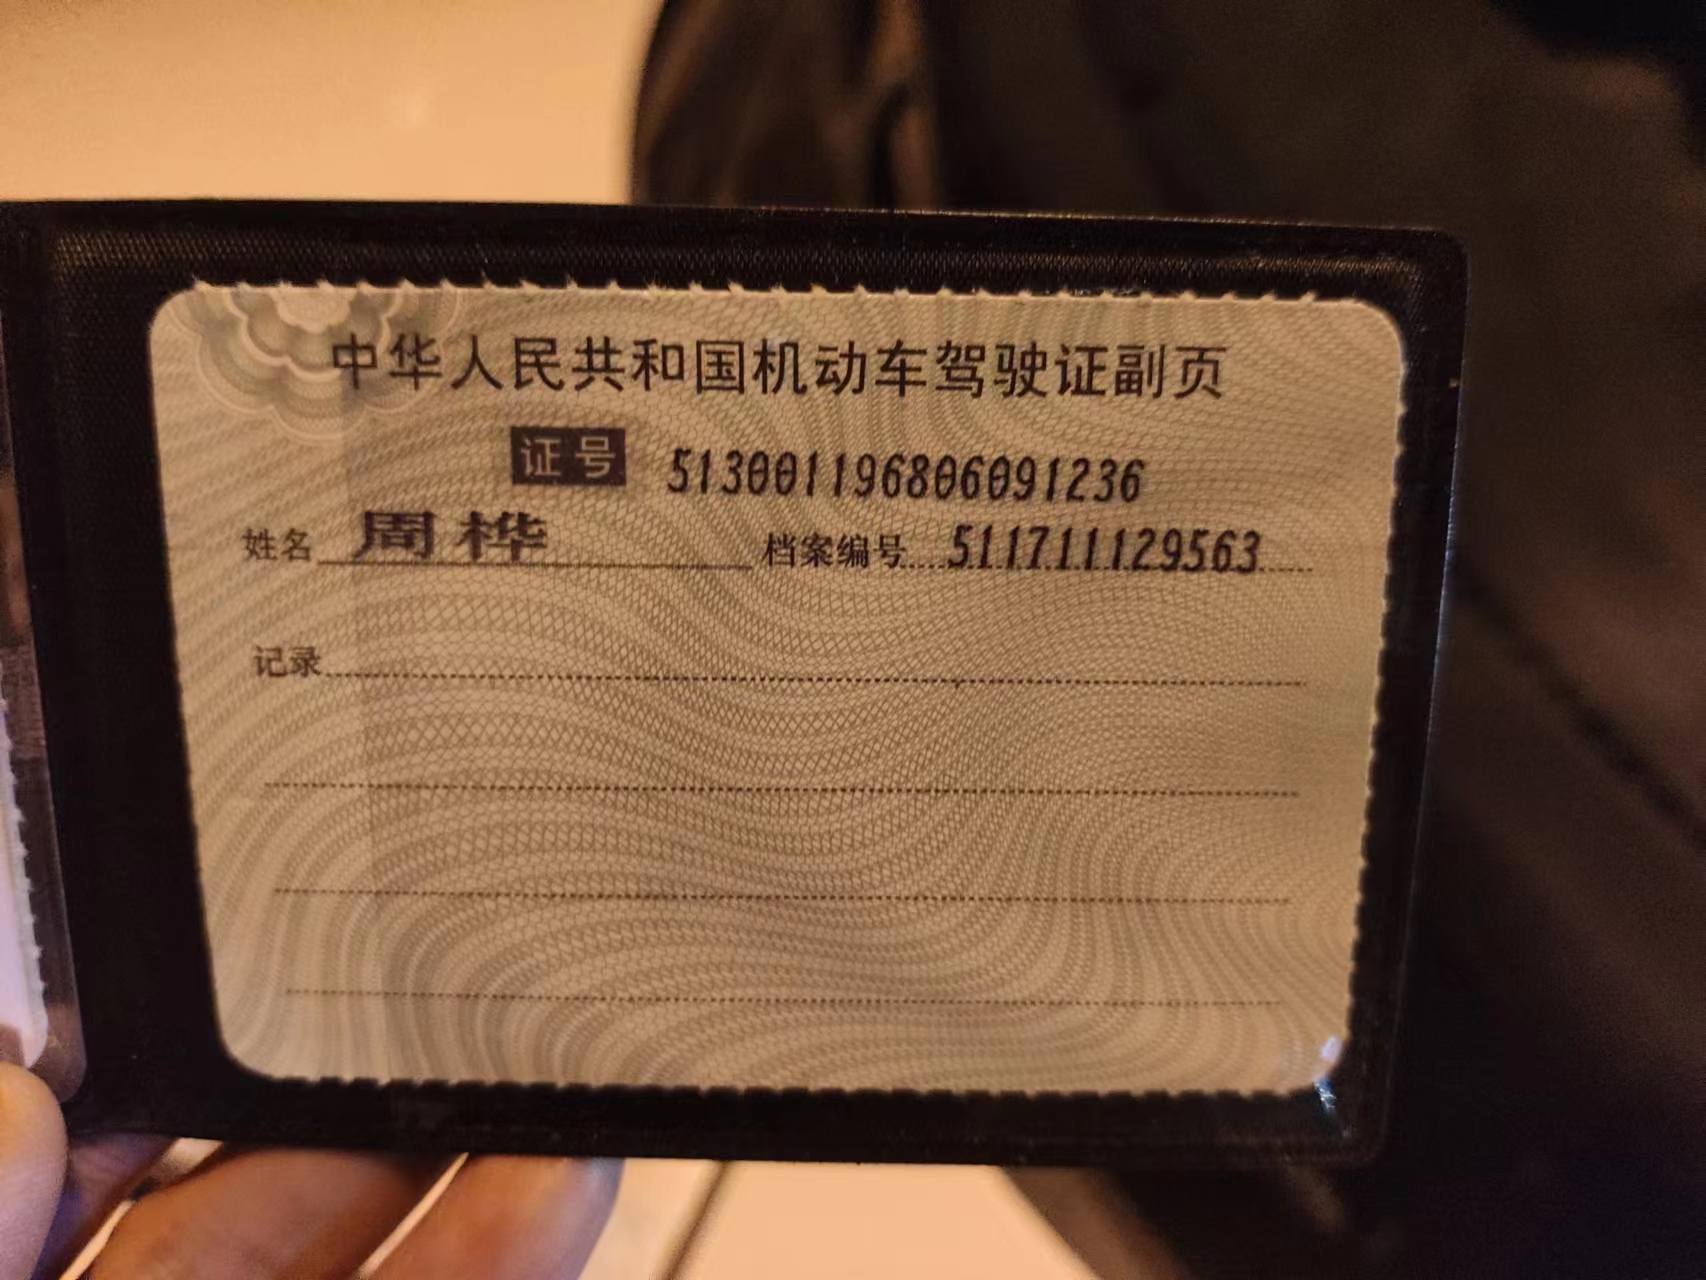 中华人民共和国机动车驾驶证副页
证号 513001196806091236
姓名 周桦 档案编号 511711129563
记录